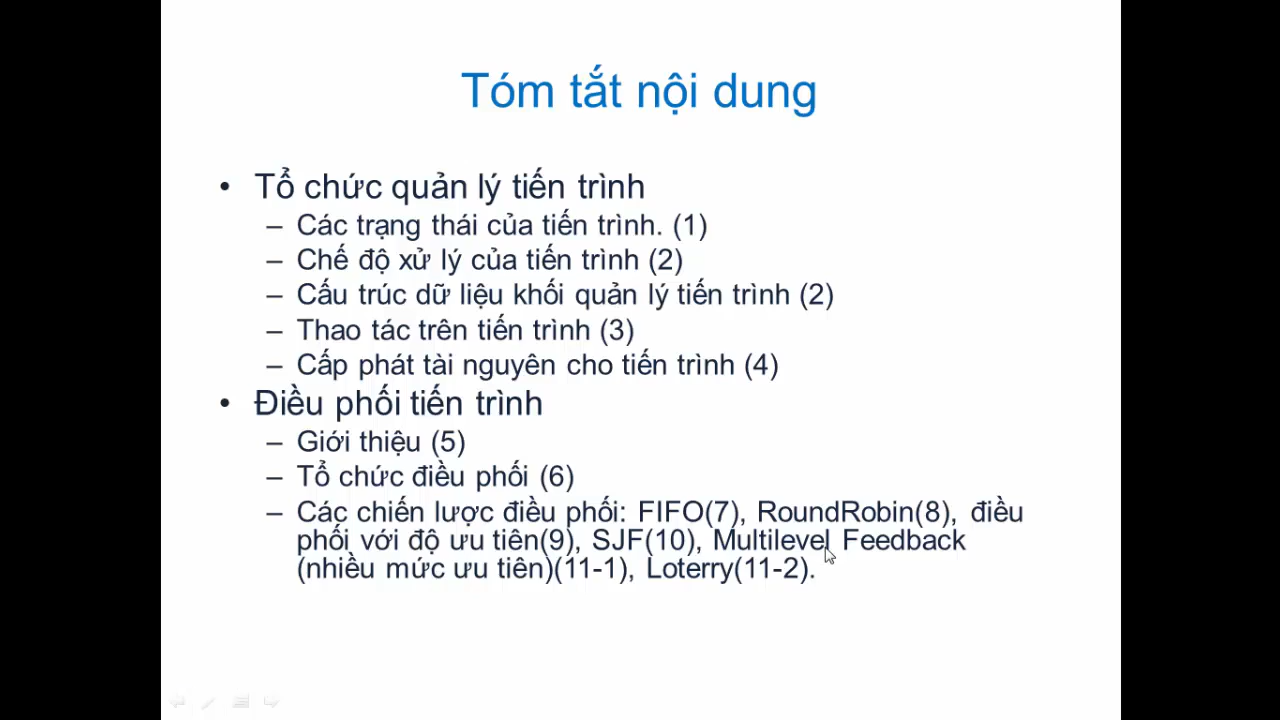 Tóm tắt nội dung
• Tổ chức quản lý tiến trình
– Các trạng thái của tiến trình. (1)
– Chế độ xử lý của tiến trình (2)
– Cấu trúc dữ liệu khối quản lý tiến trình (2)
– Thao tác trên tiến trình (3)
– Cấp phát tài nguyên cho tiến trình (4)
• Điều phối tiến trình
– Giới thiệu (5)
– Tổ chức điều phối (6)
– Các chiến lược điều phối: FIFO(7), RoundRobin(8), điều
phối với độ ưu tiên(9), SJF(10), Multilevel Feedback
(nhiều mức ưu tiên)(11-1), Loterry(11-2).